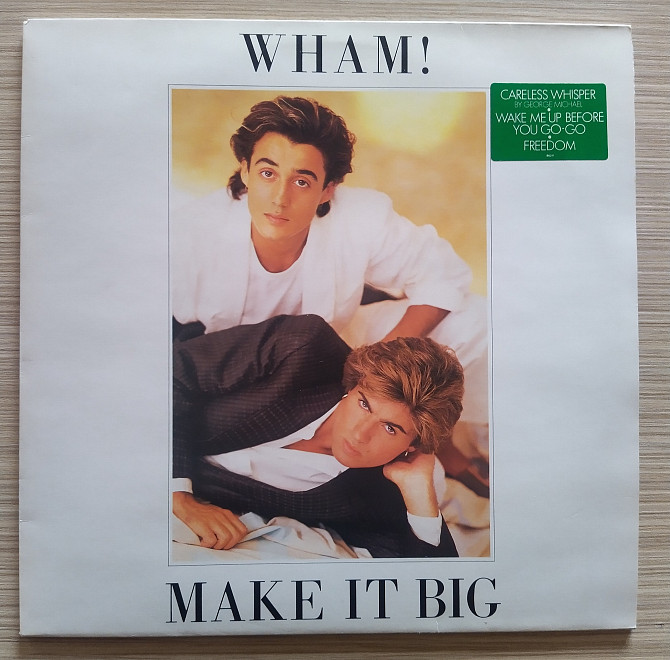 WHAM!
CARELESS WHISPER
BY GEORGE MICHAEL
WAKE ME UP BEFORE
YOU GO-GO
FREEDOM
MAKE IT BIG